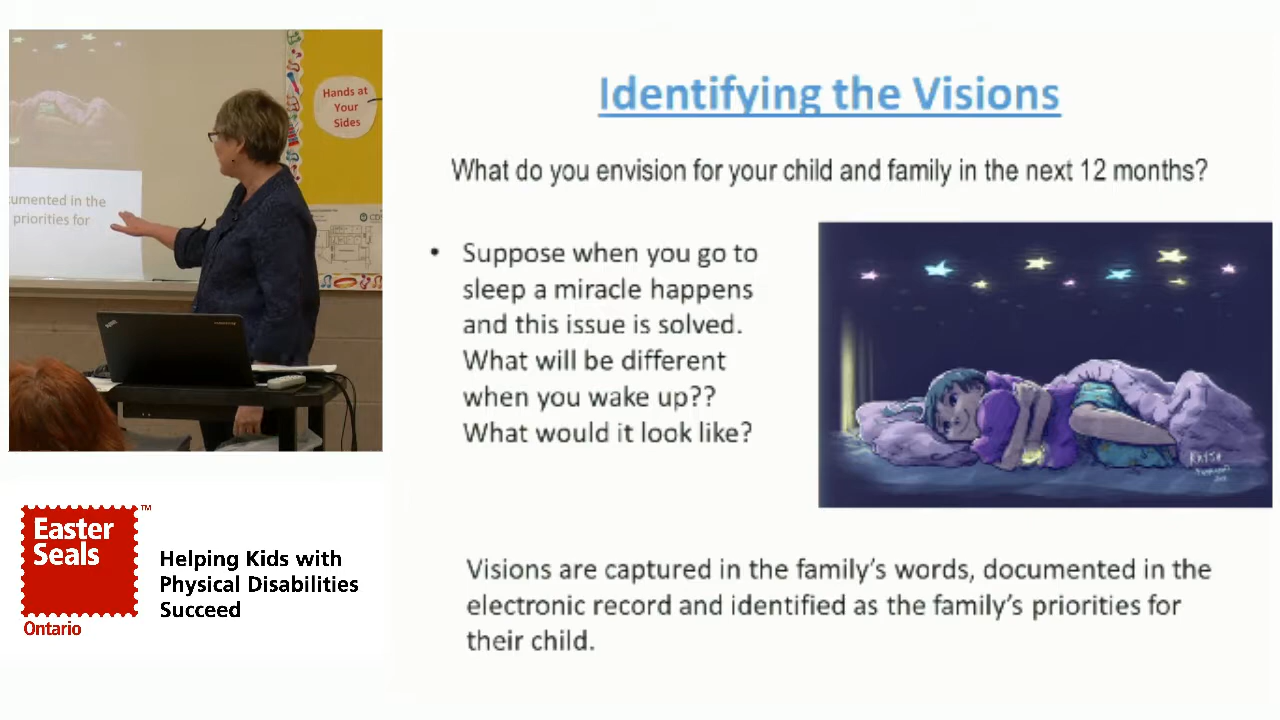 Identifying the Visions
What do you envision for your child and family in the next 12 months?
• Suppose when you go to
sleep a miracle happens
and this issue is solved.
What will be different
when you wake up??
What would it look like?
Visions are captured in the family's words, documented in the
electronic record and identified as the family's priorities for
their child.
Hands at
Your
Sides
umented in the
priorities for
Easter
Seals
™
Ontario
Helping Kids with
Physical Disabilities
Succeed